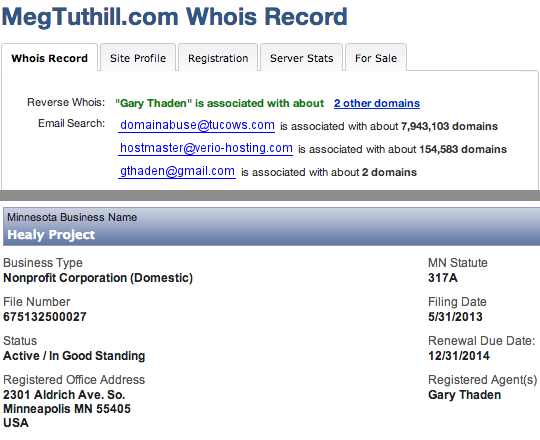 MegTuthill.com Whois Record
Whois Record Site Profile Registration Server Stats For Sale
Reverse Whois: "Gary Thaden" is associated with about 2 other domains
Email Search: domainabuse@tucows.com is associated with about 7,943,103 domains
hostmaster@verio-hosting.com is associated with about 154,583 domains
gthaden@gmail.com is associated with about 2 domains
Minnesota Business Name
Healy Project
Business Type MN Statute
Nonprofit Corporation (Domestic) 317A
File Number Filing Date
675132500027 5/31/2013
Status Renewal Due Date:
Active / In Good Standing 12/31/2014
Registered Office Address Registered Agent(s)
2301 Aldrich Ave. So. Gary Thaden
Minneapolis MN 55405
USA